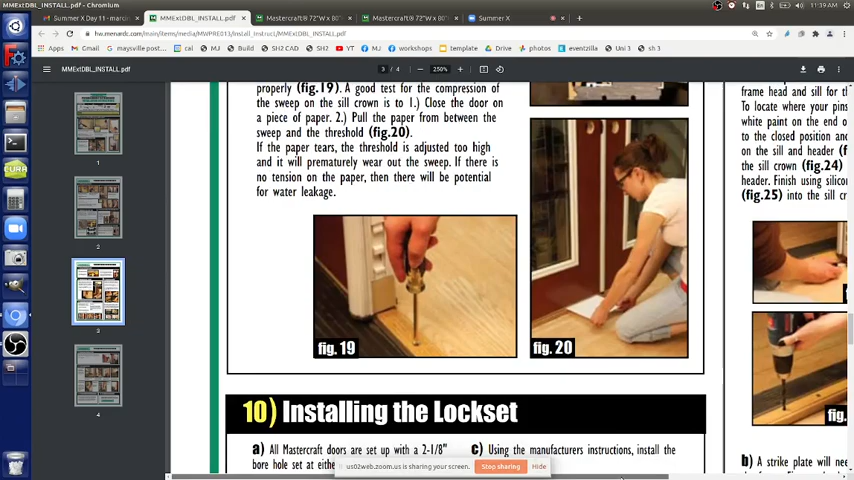 MMExtDBL_INSTALL.pdf - Chromium
11:39 AM
Summer X Day 11 - marci
MMExtDBL_INSTALL.pdf
Mastercraft® 72"W x 80"
Mastercraft® 72"W x 80"
Summer X
hw.menardc.com/main/items/media/MWPRE013/Install_Instruct/MMExtDBL_INSTALL.pdf
Apps
Gmail
maysville post...
cal
MJ
Build
SH2 CAD
SH2 W
MJ
workshops
facebook
eventzilla
Uni 3
sh 3
MMExtDBL_INSTALL.pdf
3 / 4
250%
1
2
3
4
properly (fig.19). A good test for the compression of
the sweep on the sill crown is to 1.) Close the door on
a piece of paper. 2.) Pull the paper from between the
sweep and the threshold (fig.20).
If the paper tears, the threshold is adjusted too high
and it will prematurely wear out the sweep. If there is
no tension on the paper, then there will be potential
for water leakage.
fig. 19
fig. 20
10) Installing the Lockset
a) All Mastercraft doors are set up with a 2-1/8"
bore hole set at eithe
c) Using the manufacturers instructions, install the
frame head and sill for th
To locate where your pins
white paint on the end o
to the closed position and
on the sill and header (f
the sill crown (fig.24)
header. Finish using silico
(fig.25) into the sill cr
fig.
b) A strike plate will nee
us02web.zoom.us is sharing your screen.
Stop sharing
Hide